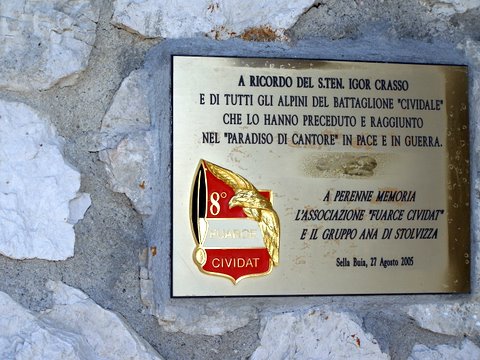 A RICORDO DEL S.TEN. IGOR CRASSO
E DI TUTTI GLI ALPINI DEL BATTAGLIONE "CIVIDALE"
CHE LO HANNO PRECEDUTO E RAGGIUNTO
NEL "PARADISO DI CANTORE" IN PACE E IN GUERRA.
8°
FUARCE
CIVIDAT
A PERENNE MEMORIA
L'ASSOCIAZIONE "FUARCE CIVIDAT"
E IL GRUPPO ANA DI STOLVIZZA
Sella Buia, 27 Agosto 2005